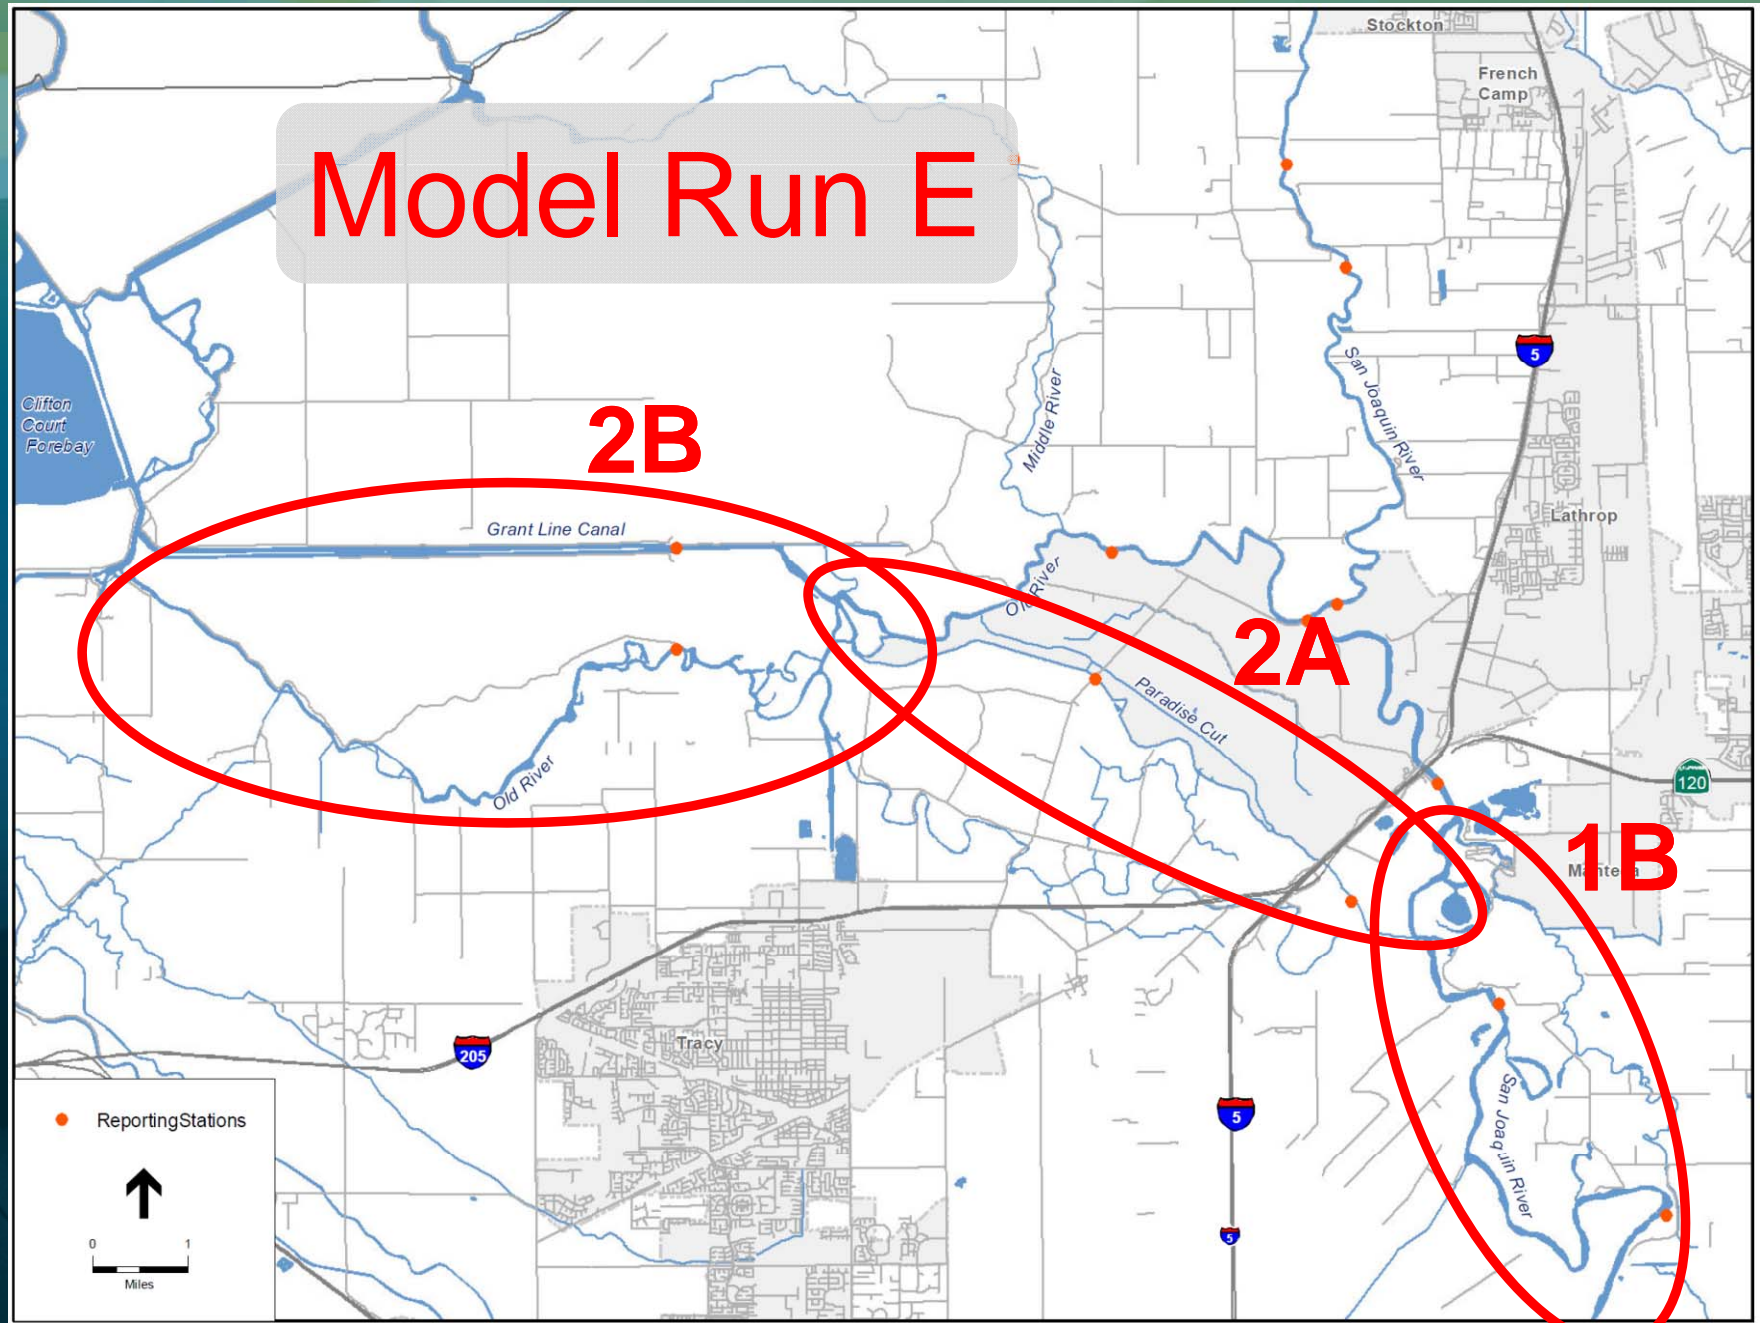 Stockton
French
Camp
Model Run E
5
San Joaquin River
Middle River
Clifton
Court
Forebay
2B
Grant Line Canal
Lathrop
Old River
2A
Paradise Cut
120
Old River
1B
Manteca
Tracy
205
5
San Joaquin River
ReportingStations
5
0 1
Miles